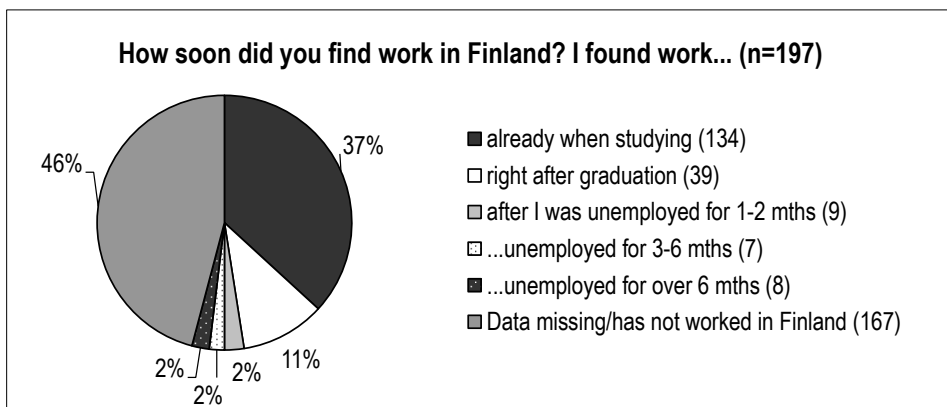 How soon did you find work in Finland? I found work... (n=197)
46%
37%
11%
2%
2%
2%
already when studying (134)
right after graduation (39)
after I was unemployed for 1-2 mths (9)
...unemployed for 3-6 mths (7)
...unemployed for over 6 mths (8)
Data missing/has not worked in Finland (167)